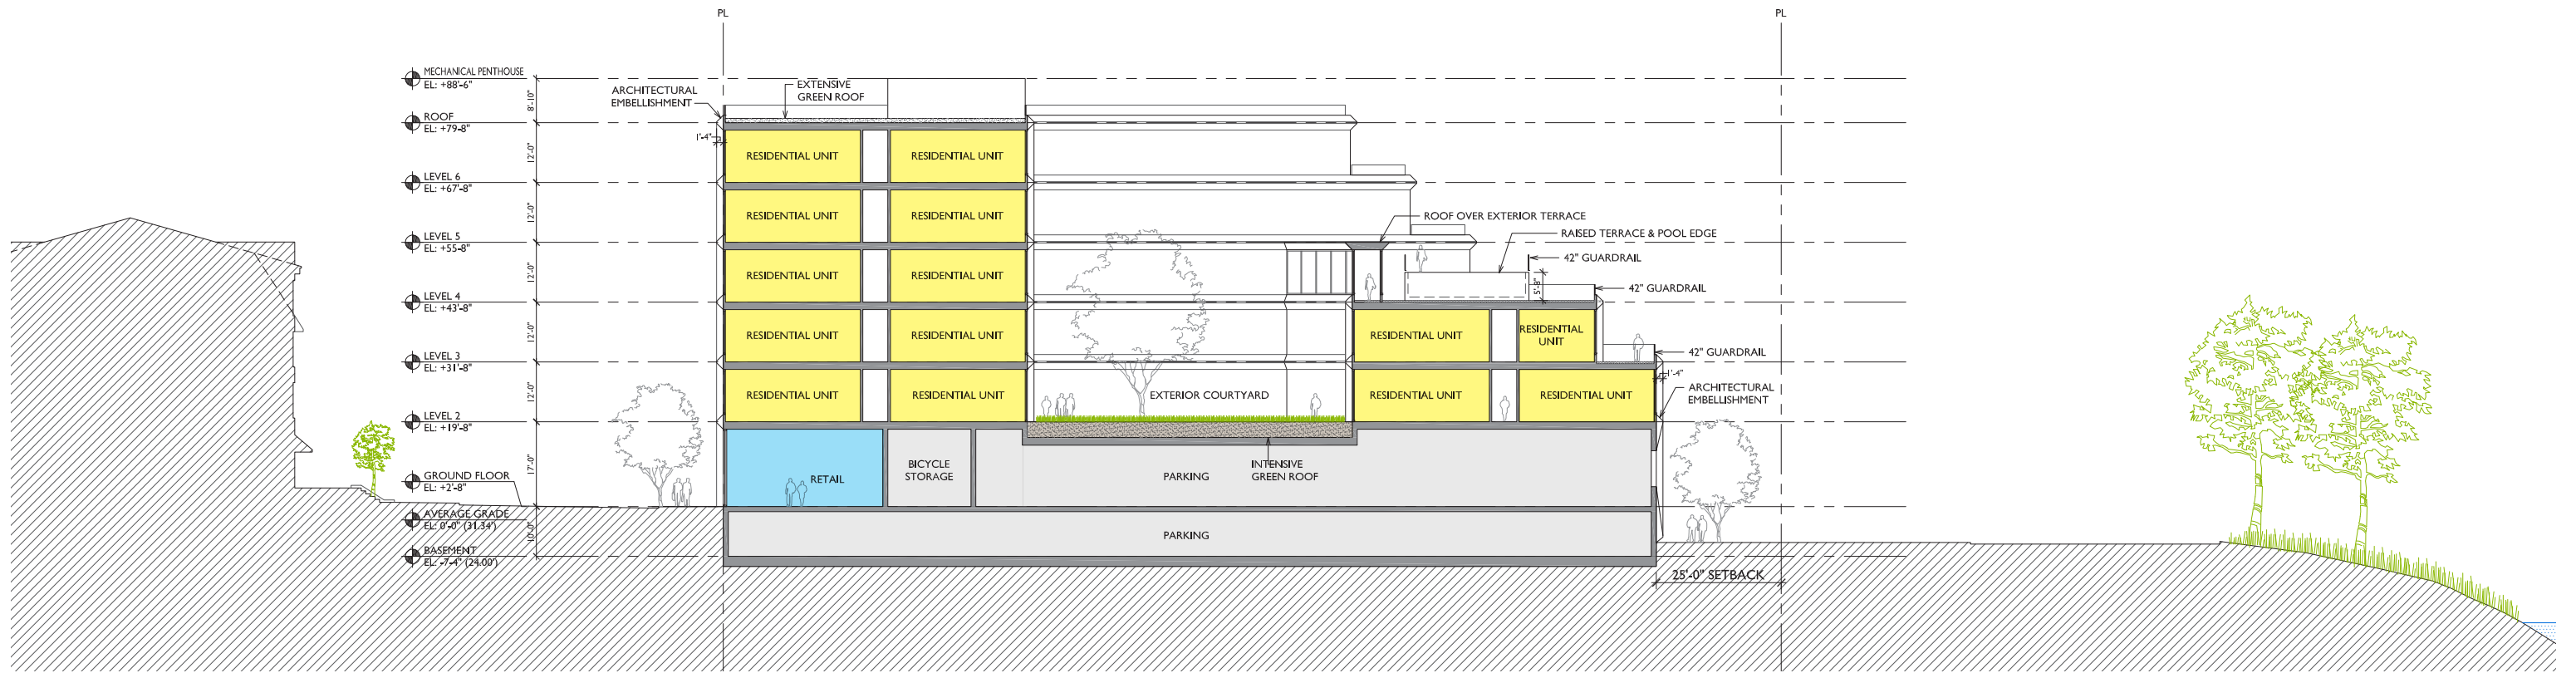 PL
PL
MECHANICAL PENTHOUSE
EL: +88'-6"
8'-10"
ARCHITECTURAL
EMBELLISHMENT
EXTENSIVE
GREEN ROOF
ROOF
EL: +79-8"
1'-4"
12'-0"
RESIDENTIAL UNIT
RESIDENTIAL UNIT
LEVEL 6
EL: +67'-8"
12'-0"
RESIDENTIAL UNIT
RESIDENTIAL UNIT
ROOF OVER EXTERIOR TERRACE
RAISED TERRACE & POOL EDGE
LEVEL 5
EL: +55'-8"
42" GUARDRAIL
12'-0"
RESIDENTIAL UNIT
RESIDENTIAL UNIT
5'-8"
42" GUARDRAIL
LEVEL 4
EL: +43'-8"
12'-0"
RESIDENTIAL UNIT
RESIDENTIAL UNIT
RESIDENTIAL UNIT
RESIDENTIAL
UNIT
42" GUARDRAIL
LEVEL 3
EL: +31'-8"
1'-4"
12'-0"
RESIDENTIAL UNIT
RESIDENTIAL UNIT
EXTERIOR COURTYARD
RESIDENTIAL UNIT
RESIDENTIAL UNIT
ARCHITECTURAL
EMBELLISHMENT
LEVEL 2
EL: +19'-8"
17'-0"
RETAIL
BICYCLE
STORAGE
PARKING
INTENSIVE
GREEN ROOF
GROUND FLOOR
EL: +2'-8"
AVERAGE GRADE
EL: 0'-0" (31.34')
10'-0"
PARKING
BASEMENT
EL: -7'-4" (24.00')
25'-0" SETBACK